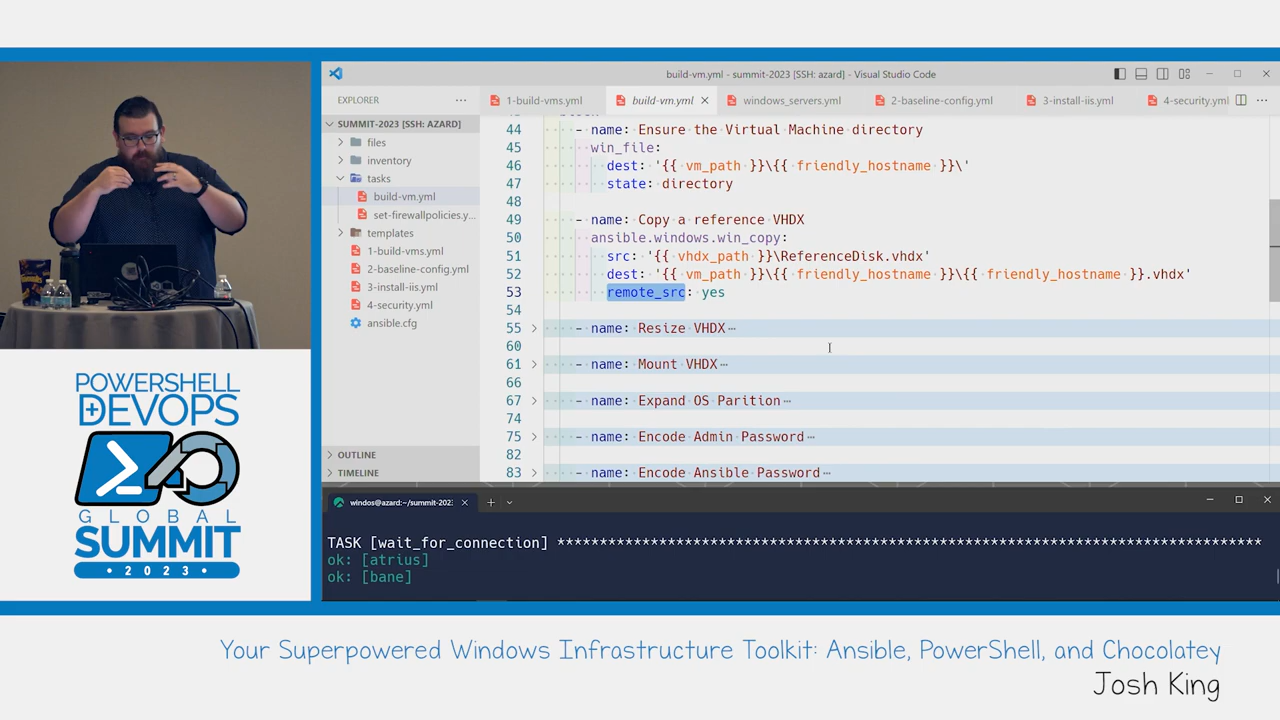 build-vm.yml - summit-2023 [SSH: azard] - Visual Studio Code
EXPLORER
1-build-vms.yml
build-vm.yml
windows_servers.yml
2-baseline-config.yml
3-install-iis.yml
4-security.yml
SUMMIT-2023 [SSH: AZARD]
files
inventory
tasks
build-vm.yml
set-firewallpolicies.y...
templates
1-build-vms.yml
2-baseline-config.yml
3-install-iis.yml
4-security.yml
ansible.cfg
OUTLINE
TIMELINE
44 - name: Ensure the Virtual Machine directory
45 win_file:
46 dest: '{{ vm_path }}\{{ friendly_hostname }}\'
47 state: directory
48
49 - name: Copy a reference VHDX
50 ansible.windows.win_copy:
51 src: '{{ vhdx_path }}\ReferenceDisk.vhdx'
52 dest: '{{ vm_path }}\{{ friendly_hostname }}\{{ friendly_hostname }}.vhdx'
53 remote_src: yes
54
55 - name: Resize VHDX…
60
61 - name: Mount VHDX…
66
67 - name: Expand OS Parition…
74
75 - name: Encode Admin Password…
82
83 - name: Encode Ansible Password…
windos@azard:~/summit-202
TASK [wait_for_connection] ******************************************************************************************
ok: [atrius]
ok: [bane]
POWERSHELL
+DEVOPS
GLOBAL
SUMMIT
• 2023 •
Your Superpowered Windows Infrastructure Toolkit: Ansible, PowerShell, and Chocolatey
Josh King